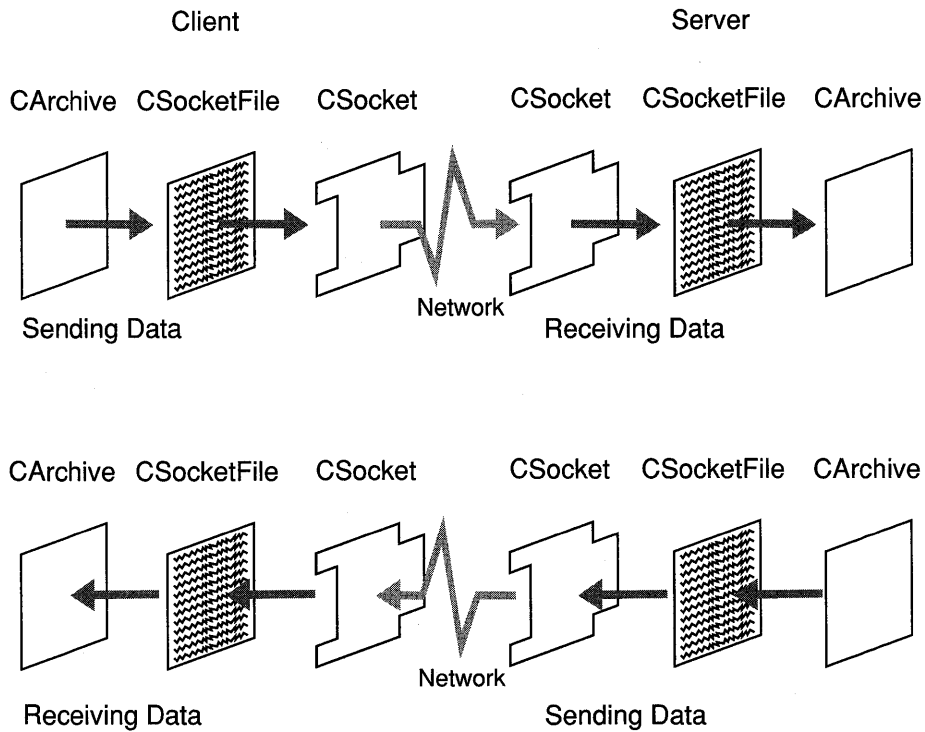 Client Server
CArchive CSocketFile CSocket CSocket CSocketFile CArchive
Network
Sending Data Receiving Data
CArchive CSocketFile CSocket CSocket CSocketFile CArchive
Network
Receiving Data Sending Data